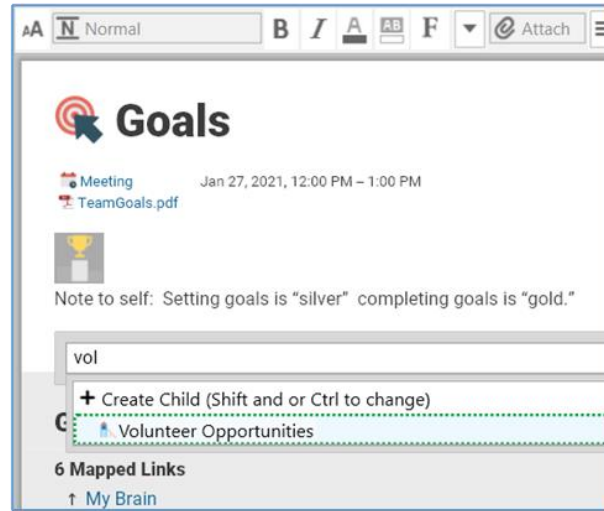 AA N Normal B I A AB F Attach
Goals
Meeting Jan 27, 2021, 12:00 PM – 1:00 PM
TeamGoals.pdf
Note to self: Setting goals is “silver” completing goals is “gold.”
vol
+ Create Child (Shift and or Ctrl to change)
G
Volunteer Opportunities
6 Mapped Links
↑ My Brain